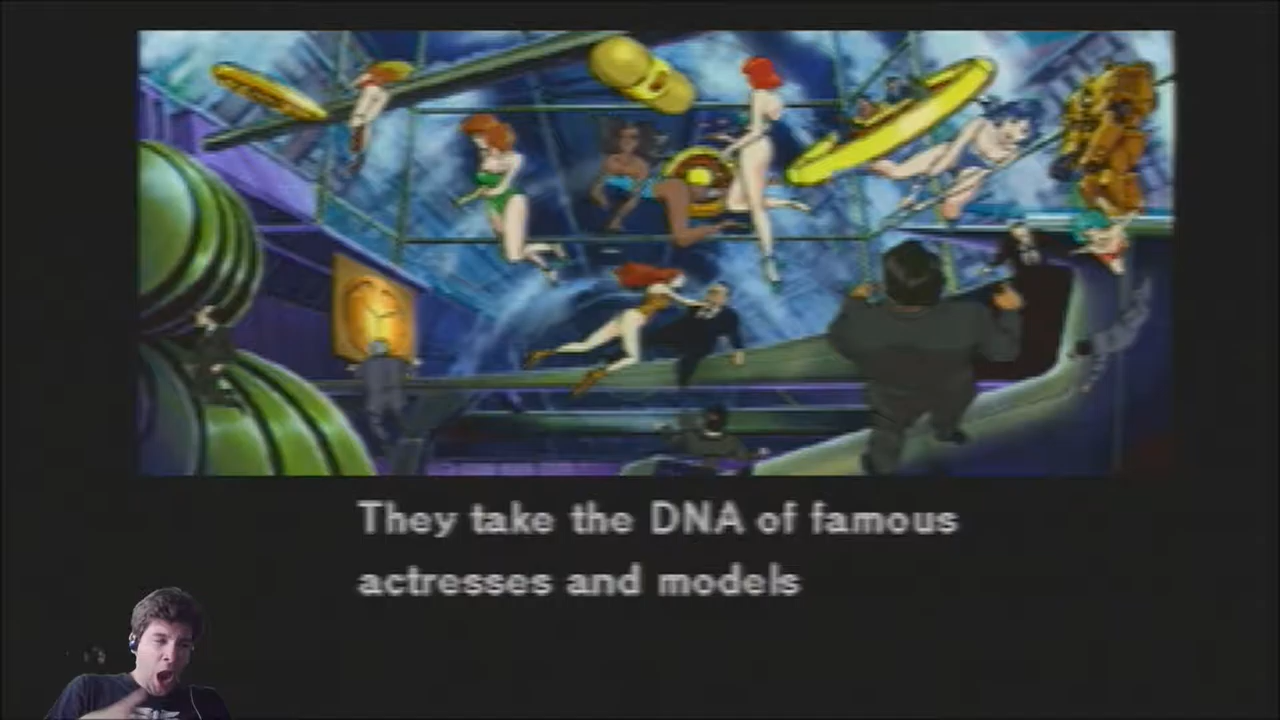 They take the DNA of famous
actresses and models